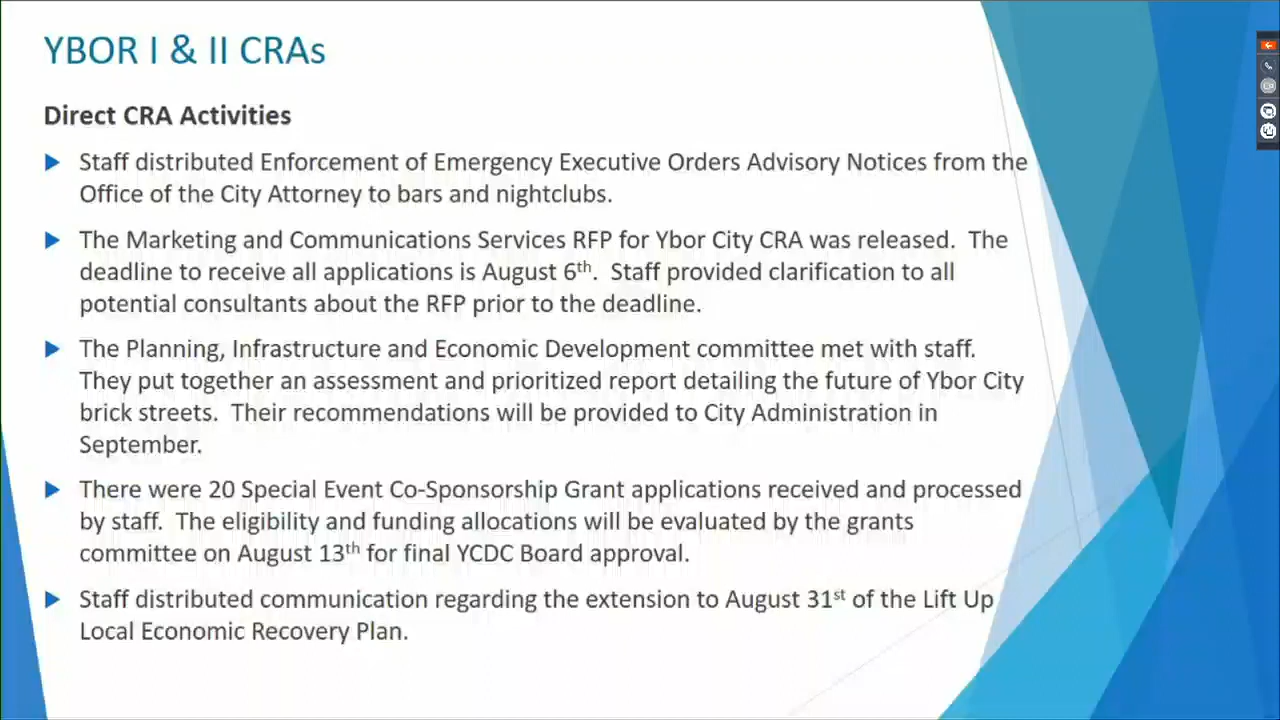 YBOR I & II CRAs
Direct CRA Activities
Staff distributed Enforcement of Emergency Executive Orders Advisory Notices from the
Office of the City Attorney to bars and nightclubs.
The Marketing and Communications Services RFP for Ybor City CRA was released.  The
deadline to receive all applications is August 6th.  Staff provided clarification to all
potential consultants about the RFP prior to the deadline.
The Planning, Infrastructure and Economic Development committee met with staff.
They put together an assessment and prioritized report detailing the future of Ybor City
brick streets.  Their recommendations will be provided to City Administration in
September.
There were 20 Special Event Co-Sponsorship Grant applications received and processed
by staff.  The eligibility and funding allocations will be evaluated by the grants
committee on August 13th for final YCDC Board approval.
Staff distributed communication regarding the extension to August 31st of the Lift Up
Local Economic Recovery Plan.